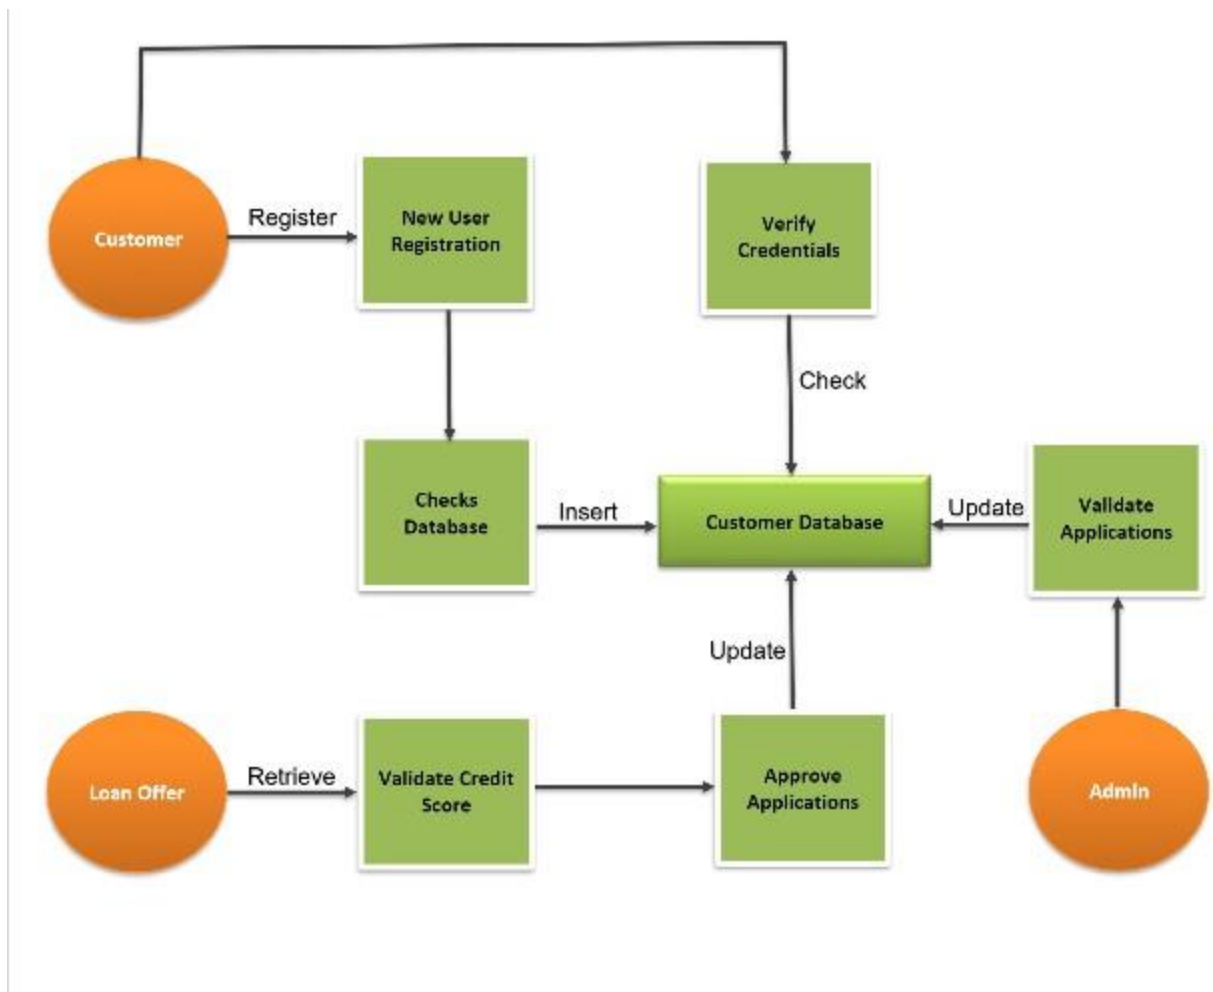 Customer
Register
New User
Registration
Verify
Credentials
Check
Checks
Database
Insert
Customer Database
Update
Validate
Applications
Update
Loan Offer
Retrieve
Validate Credit
Score
Approve
Applications
Admin